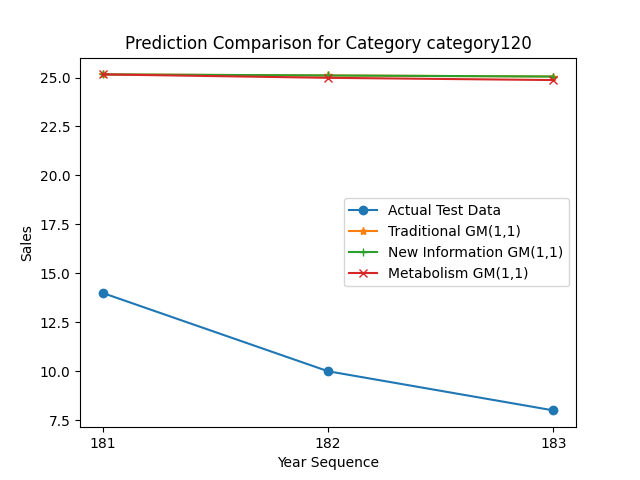 Prediction Comparison for Category category120
25.0
22.5
20.0
17.5
15.0
12.5
10.0
7.5
Sales
Actual Test Data
Traditional GM(1,1)
New Information GM(1,1)
Metabolism GM(1,1)
181
182
183
Year Sequence